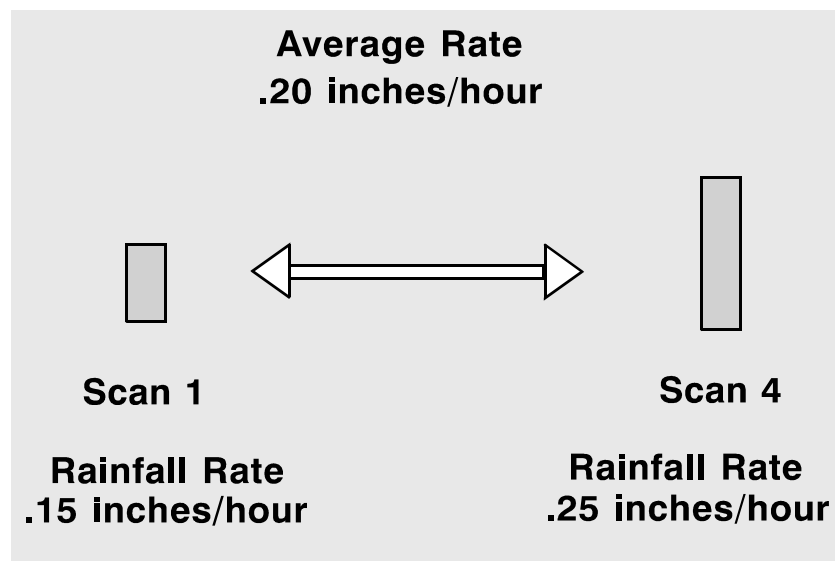 Average Rate
.20 inches/hour
Scan 1
Scan 4
Rainfall Rate
.15 inches/hour
Rainfall Rate
.25 inches/hour